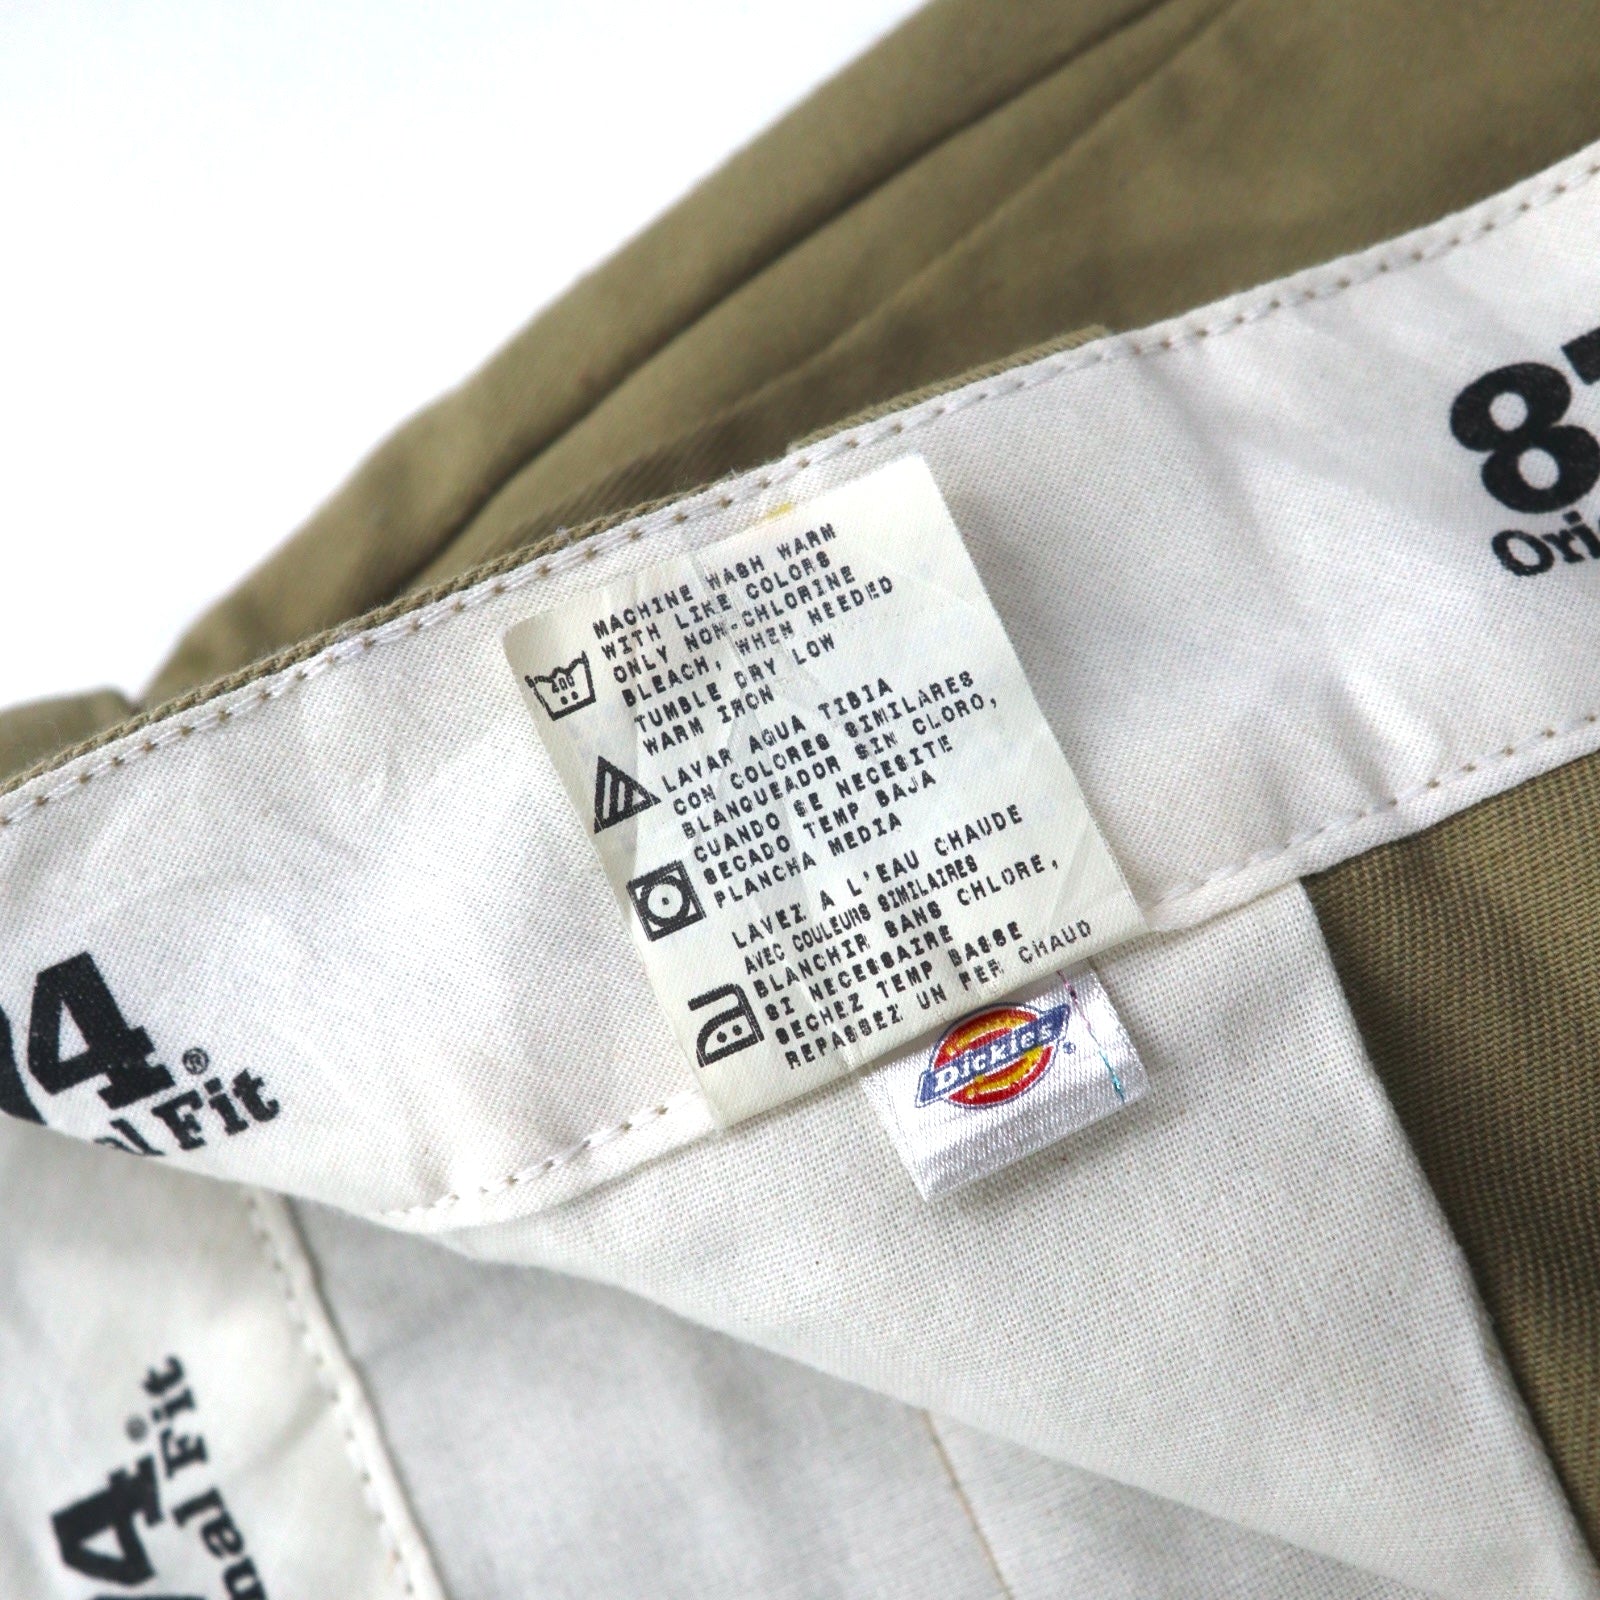 MACHINE WASH WARM
WITH LIKE COLORS
ONLY NON-CHLORINE
BLEACH, WHEN NEEDED
TUMBLE DRY LOW
WARM IRON
LAVAR AGUA TIBIA
CON COLORES SIMILARES
BLANQUEADOR SIN CLORO,
CUANDO SE NECESITE
SECADO TEMP BAJA
PLANCHA MEDIA
LAVEZ A L'EAU CHAUDE
AVEC COULEURS SIMILAIRES
BLANCHIR SANS CHLORE,
SI NECESSAIRE
SECHEZ TEMP BASSE
REPASSEZ UN FER CHAUD
Dickies®
87
Ori
4®
al Fit
4®
nal Fit